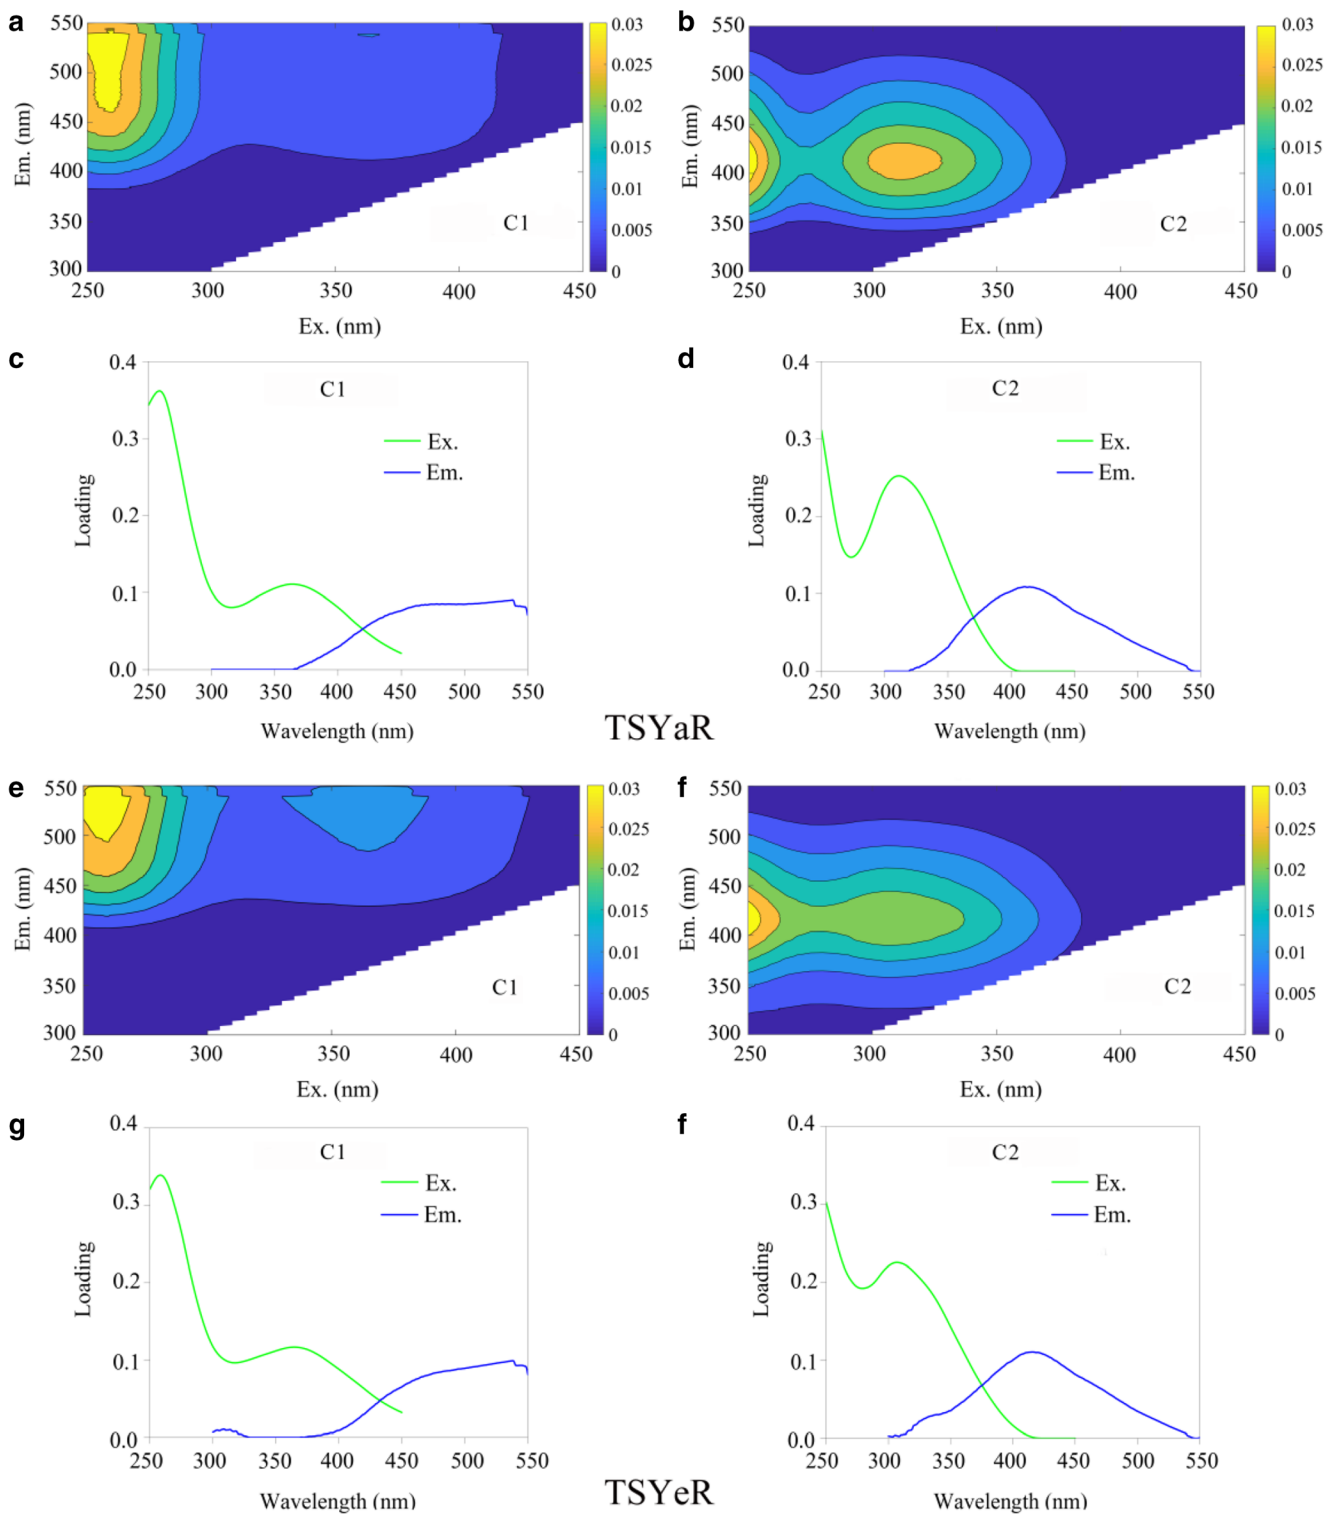 a
550
500
450
400
350
300
Em. (nm)
250 300 350 400 450
Ex. (nm)
C1
0.03
0.025
0.02
0.015
0.01
0.005
0
b
550
500
450
400
350
300
Em. (nm)
250 300 350 400 450
Ex. (nm)
C2
0.03
0.025
0.02
0.015
0.01
0.005
0
c
0.4
0.3
0.2
0.1
0.0
Loading
C1
Ex.
Em.
250 300 350 400 450 500 550
Wavelength (nm)
d
0.4
0.3
0.2
0.1
0.0
Loading
C2
Ex.
Em.
250 300 350 400 450 500 550
Wavelength (nm)
TSYaR
e
550
500
450
400
350
300
Em. (nm)
250 300 350 400 450
Ex. (nm)
C1
0.03
0.025
0.02
0.015
0.01
0.005
0
f
550
500
450
400
350
300
Em. (nm)
250 300 350 400 450
Ex. (nm)
C2
0.03
0.025
0.02
0.015
0.01
0.005
0
g
0.4
0.3
0.2
0.1
0.0
Loading
C1
Ex.
Em.
250 300 350 400 450 500 550
Wavelength (nm)
f
0.4
0.3
0.2
0.1
0.0
Loading
C2
Ex.
Em.
250 300 350 400 450 500 550
Wavelength (nm)
TSYeR